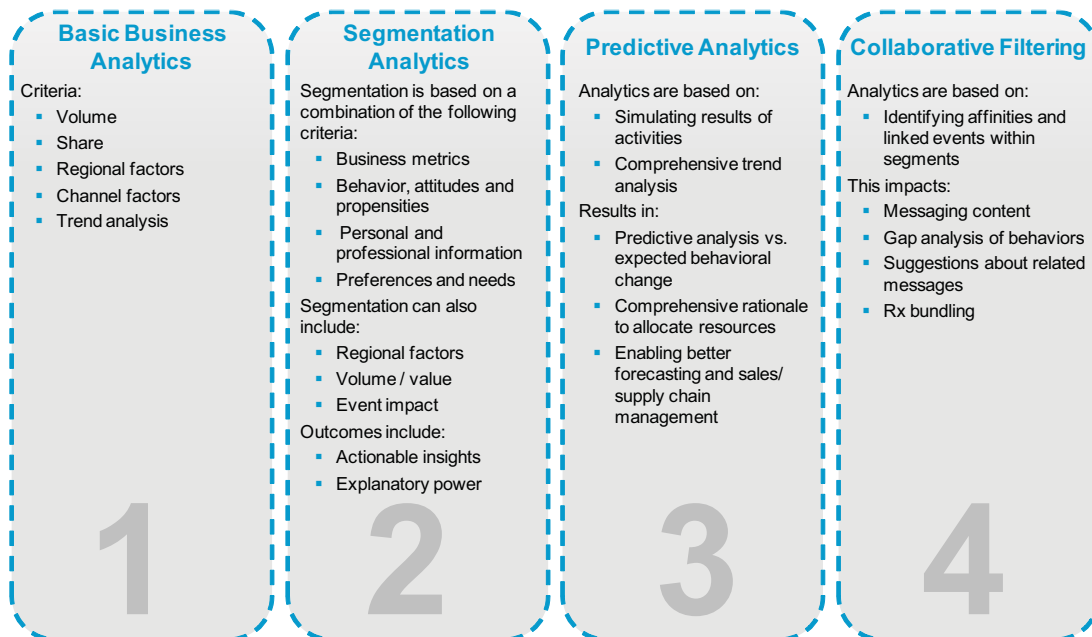 Basic Business
Analytics
Criteria:
▪ Volume
▪ Share
▪ Regional factors
▪ Channel factors
▪ Trend analysis
1
Segmentation
Analytics
Segmentation is based on a
combination of the following
criteria:
▪ Business metrics
▪ Behavior, attitudes and
propensities
▪ Personal and
professional information
▪ Preferences and needs
Segmentation can also
include:
▪ Regional factors
▪ Volume / value
▪ Event impact
Outcomes include:
▪ Actionable insights
▪ Explanatory power
2
Predictive Analytics
Analytics are based on:
▪ Simulating results of
activities
▪ Comprehensive trend
analysis
Results in:
▪ Predictive analysis vs.
expected behavioral
change
▪ Comprehensive rationale
to allocate resources
▪ Enabling better
forecasting and sales/
supply chain
management
3
Collaborative Filtering
Analytics are based on:
▪ Identifying affinities and
linked events within
segments
This impacts:
▪ Messaging content
▪ Gap analysis of behaviors
▪ Suggestions about related
messages
▪ Rx bundling
4